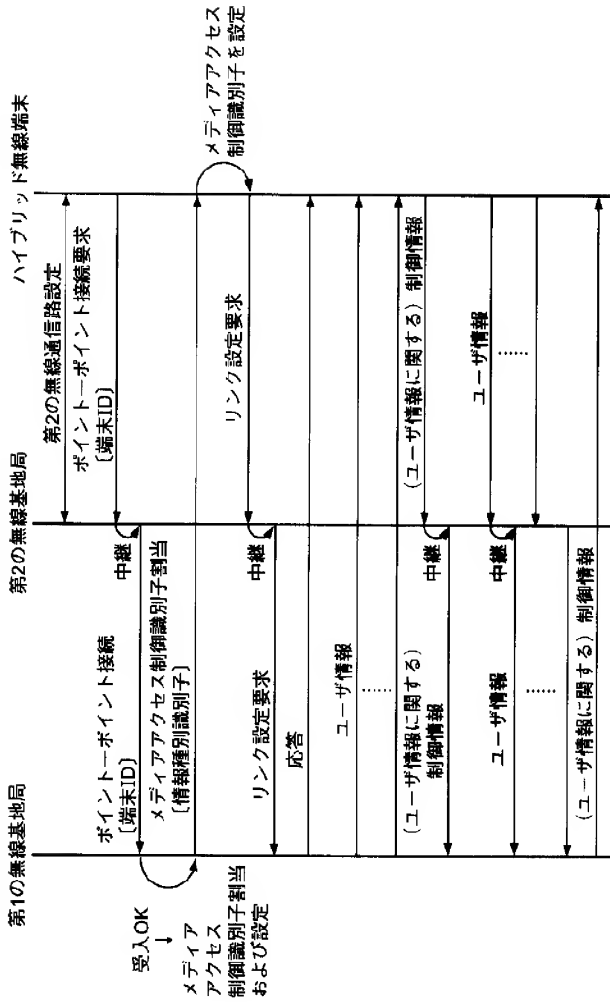 第1の無線基地局
第2の無線基地局
ハイブリッド無線端末
第2の無線通信路設定
ポイントーポイント接続要求
〔端末ID〕
中継
ポイントーポイント接続
〔端末ID〕
受入OK
↓
メディア
アクセス
制御識別子割当
および設定
メディアアクセス制御識別子割当
〔情報種別識別子〕
メディアアクセス
制御識別子を設定
リンク設定要求
中継
リンク設定要求
応答
ユーザ情報
……
(ユーザ情報に関する)制御情報
中継
(ユーザ情報に関する)
制御情報
ユーザ情報
中継
ユーザ情報
……
……
(ユーザ情報に関する)制御情報